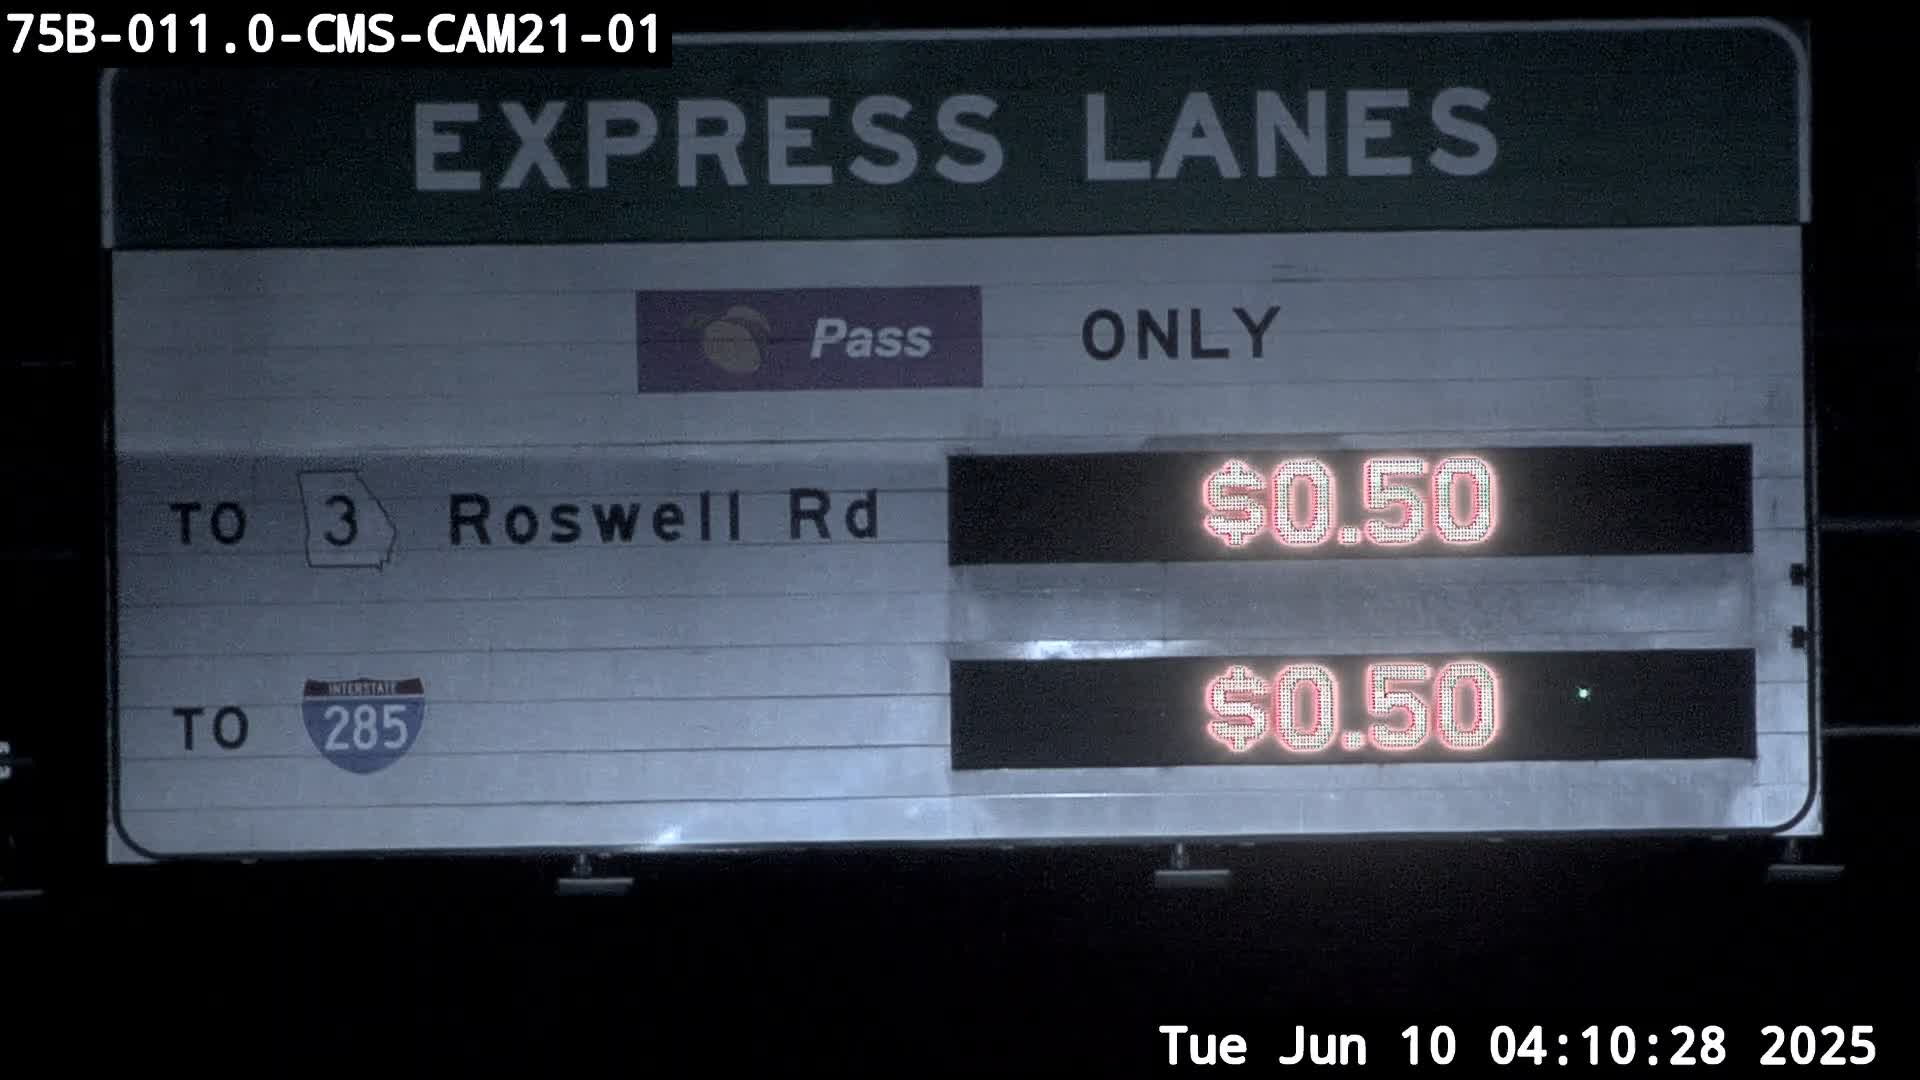 75B-011.0-CMS-CAM21-01
EXPRESS LANES
Pass ONLY
TO 3 Roswell Rd $0.50
TO INTERSTATE 285 $0.50
Tue Jun 10 04:10:28 2025